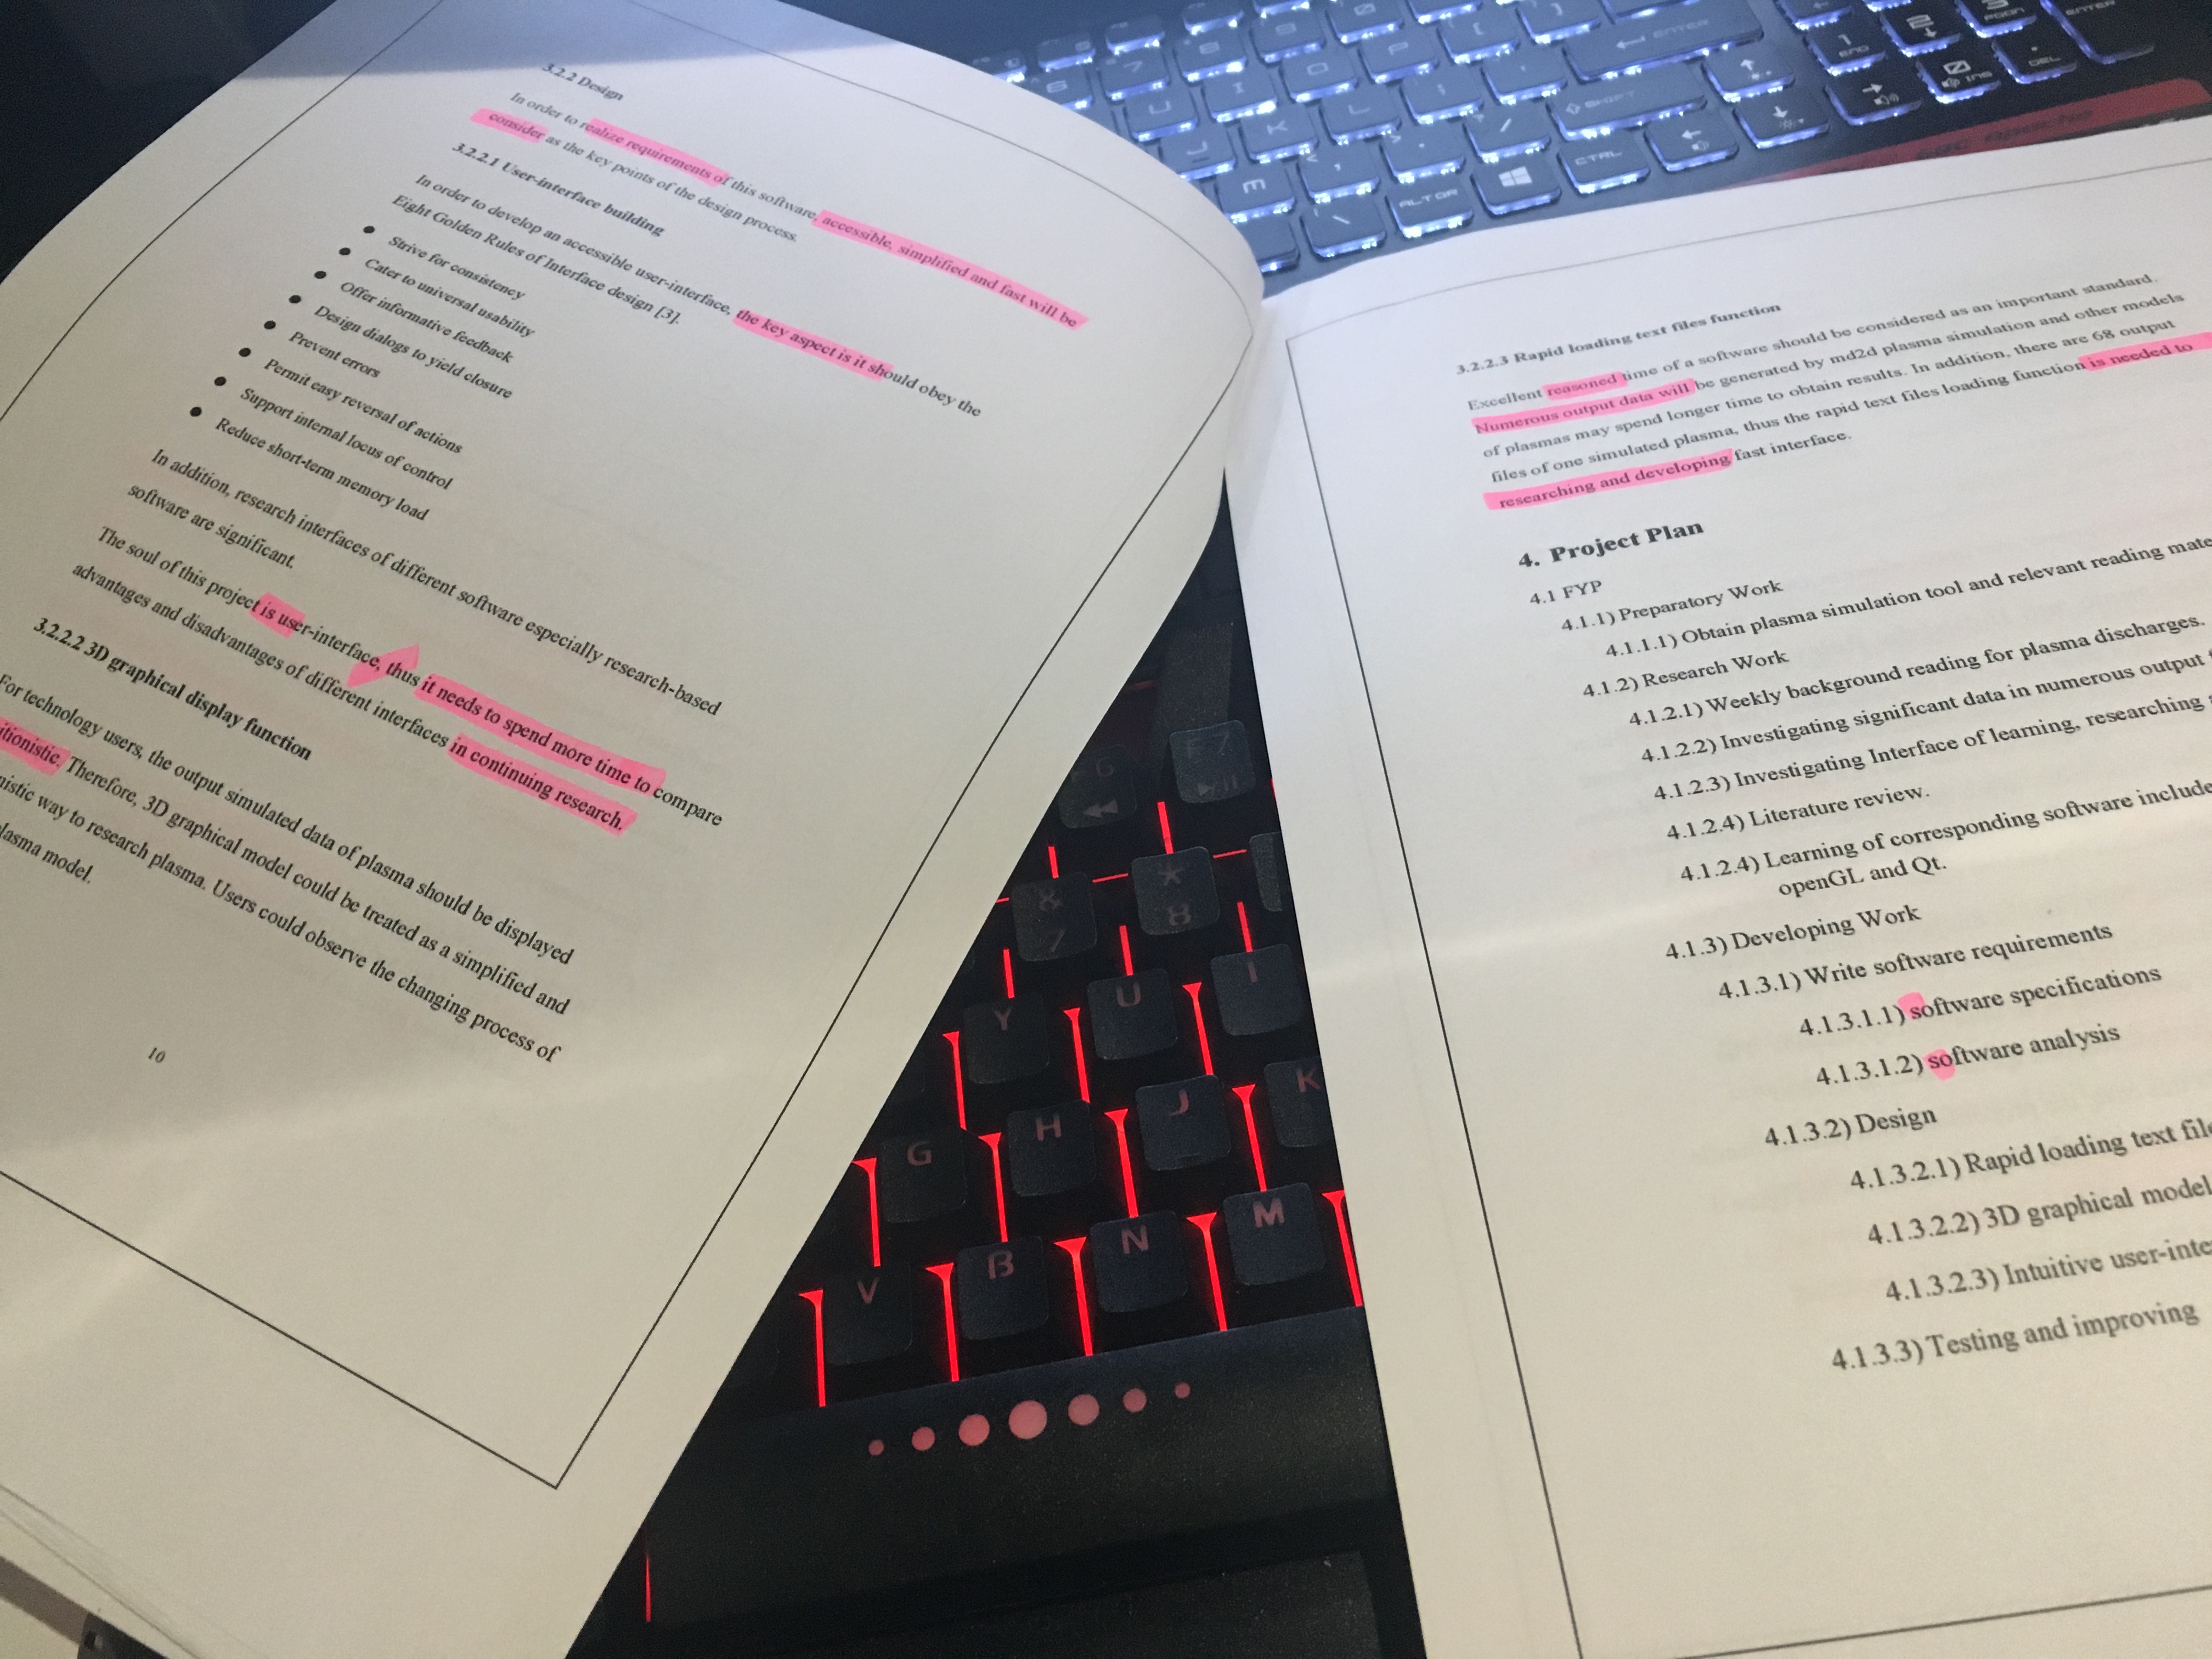 3.2.2 Design
In order to realize requirements of this software, accessible, simplified and fast will be
consider as the key points of the design process.
3.2.2.1 User-interface building
In order to develop an accessible user-interface, the key aspect is it should obey the
Eight Golden Rules of Interface design [3].
● Strive for consistency
● Cater to universal usability
● Offer informative feedback
● Design dialogs to yield closure
● Prevent errors
● Permit easy reversal of actions
● Support internal locus of control
● Reduce short-term memory load
In addition, research interfaces of different software especially research-based
software are significant.
The soul of this project is user-interface, thus it needs to spend more time to compare
advantages and disadvantages of different interfaces in continuing research.
3.2.2.2 3D graphical display function
For technology users, the output simulated data of plasma should be displayed
Therefore, 3D graphical model could be treated as a simplified and
way to research plasma. Users could observe the changing process of
plasma model.
10
3.2.2.3 Rapid loading text files function
Excellent reasoned time of a software should be considered as an important standard.
Numerous output data will be generated by md2d plasma simulation and other models
of plasmas may spend longer time to obtain results. In addition, there are 68 output
files of one simulated plasma, thus the rapid text files loading function is needed to
researching and developing fast interface.
4. Project Plan
4.1 FYP
4.1.1) Preparatory Work
4.1.1.1) Obtain plasma simulation tool and relevant reading mate
4.1.2) Research Work
4.1.2.1) Weekly background reading for plasma discharges.
4.1.2.2) Investigating significant data in numerous output
4.1.2.3) Investigating Interface of learning, researching
4.1.2.4) Literature review.
4.1.2.4) Learning of corresponding software include
openGL and Qt.
4.1.3) Developing Work
4.1.3.1) Write software requirements
4.1.3.1.1) software specifications
4.1.3.1.2) software analysis
4.1.3.2) Design
4.1.3.2.1) Rapid loading text fil
4.1.3.2.2) 3D graphical model
4.1.3.2.3) Intuitive user-inte
4.1.3.3) Testing and improving
ENTER
SHIFT
CTRL
ALT GR
M
END
INS
DEL
PGDN
ENTER
F6 F7
& 7 * 8
Y U I
G H J K
V B N M